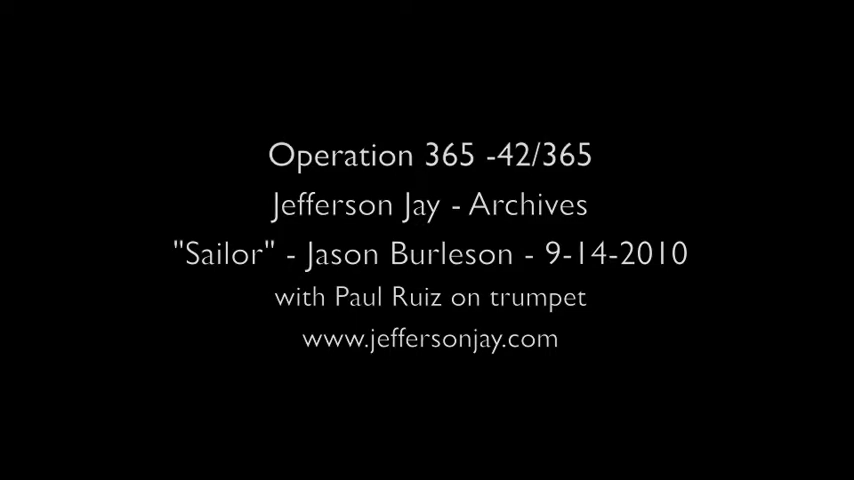 Operation 365 -42/365
Jefferson Jay - Archives
"Sailor" - Jason Burleson - 9-14-2010
with Paul Ruiz on trumpet
www.jeffersonjay.com